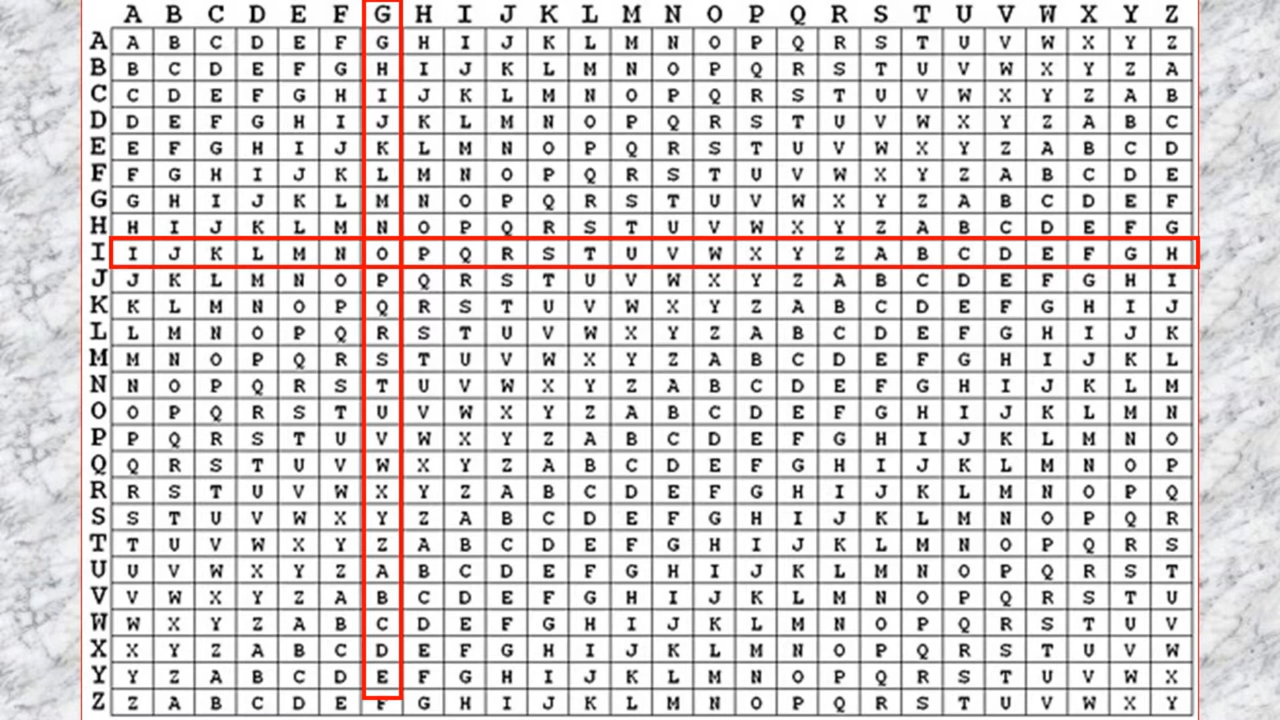 A B C D E F G H I J K L M N O P Q R S T U V W X Y Z
A A B C D E F G H I J K L M N O P Q R S T U V W X Y Z
B B C D E F G H I J K L M N O P Q R S T U V W X Y Z A
C C D E F G H I J K L M N O P Q R S T U V W X Y Z A B
D D E F G H I J K L M N O P Q R S T U V W X Y Z A B C
E E F G H I J K L M N O P Q R S T U V W X Y Z A B C D
F F G H I J K L M N O P Q R S T U V W X Y Z A B C D E
G G H I J K L M N O P Q R S T U V W X Y Z A B C D E F
H H I J K L M N O P Q R S T U V W X Y Z A B C D E F G
I I J K L M N O P Q R S T U V W X Y Z A B C D E F G H
J J K L M N O P Q R S T U V W X Y Z A B C D E F G H I
K K L M N O P Q R S T U V W X Y Z A B C D E F G H I J
L L M N O P Q R S T U V W X Y Z A B C D E F G H I J K
M M N O P Q R S T U V W X Y Z A B C D E F G H I J K L
N N O P Q R S T U V W X Y Z A B C D E F G H I J K L M
O O P Q R S T U V W X Y Z A B C D E F G H I J K L M N
P P Q R S T U V W X Y Z A B C D E F G H I J K L M N O
Q Q R S T U V W X Y Z A B C D E F G H I J K L M N O P
R R S T U V W X Y Z A B C D E F G H I J K L M N O P Q
S S T U V W X Y Z A B C D E F G H I J K L M N O P Q R
T T U V W X Y Z A B C D E F G H I J K L M N O P Q R S
U U V W X Y Z A B C D E F G H I J K L M N O P Q R S T
V V W X Y Z A B C D E F G H I J K L M N O P Q R S T U
W W X Y Z A B C D E F G H I J K L M N O P Q R S T U V
X X Y Z A B C D E F G H I J K L M N O P Q R S T U V W
Y Y Z A B C D E F G H I J K L M N O P Q R S T U V W X
Z Z A B C D E F G H I J K L M N O P Q R S T U V W X Y